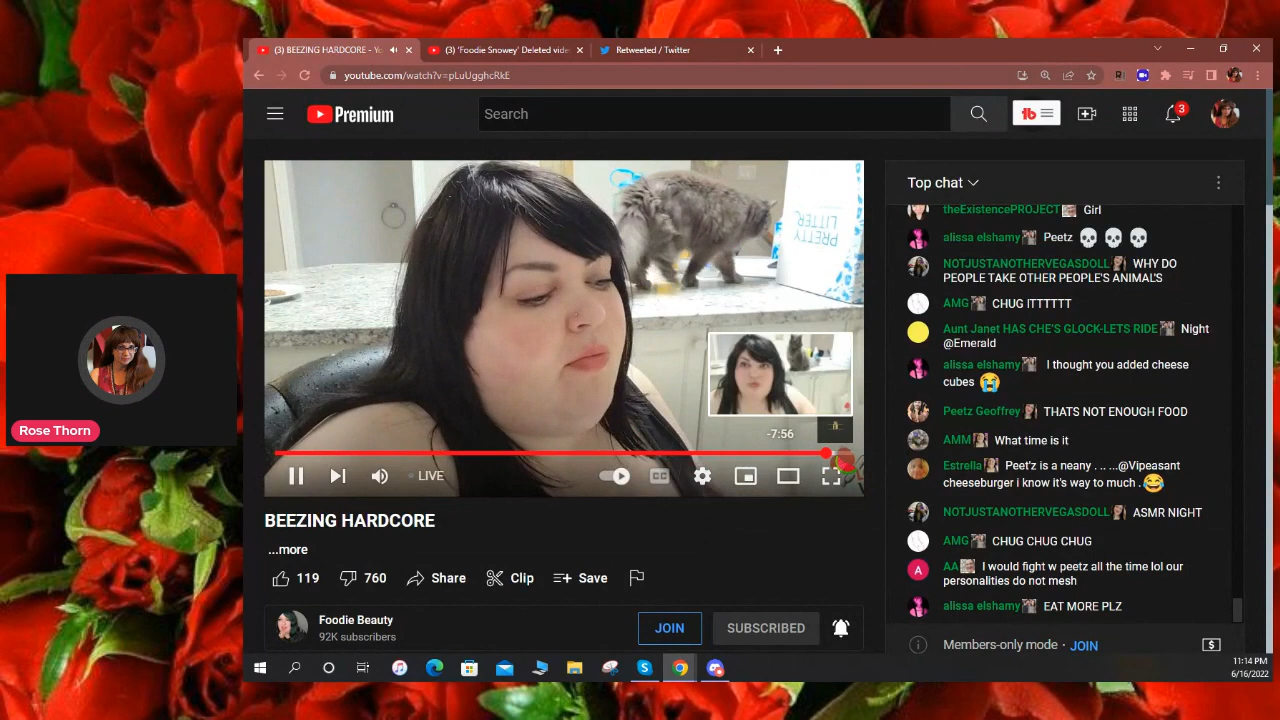 (3) BEEZING HARDCORE - Yo
(3) 'Foodie Snowey' Deleted vide
Retweeted / Twitter
youtube.com/watch?v=pLuUgghcRkE
Premium
Search
tb
3
PRETTY
LITTER
-7:56
LIVE
CC
BEEZING HARDCORE
...more
119
760
Share
Clip
Save
Foodie Beauty
92K subscribers
JOIN
SUBSCRIBED
Top chat
theExistencePROJECT Girl
alissa elshamy Peetz 💀 💀 💀
NOTJUSTANOTHERVEGASDOLL WHY DO
PEOPLE TAKE OTHER PEOPLE'S ANIMAL'S
AMG CHUG ITTTTTT
Aunt Janet HAS CHE'S GLOCK-LETS RIDE Night
@Emerald
alissa elshamy I thought you added cheese
cubes 😭
Peetz Geoffrey THATS NOT ENOUGH FOOD
AMM What time is it
Estrella Peet'z is a neany . .. ...@Vipeasant
cheeseburger i know it's way to much . 😂
NOTJUSTANOTHERVEGASDOLL ASMR NIGHT
AMG CHUG CHUG CHUG
A
AA I would fight w peetz all the time lol our
personalities do not mesh
alissa elshamy EAT MORE PLZ
Members-only mode · JOIN
Rose Thorn
11:14 PM
6/16/2022